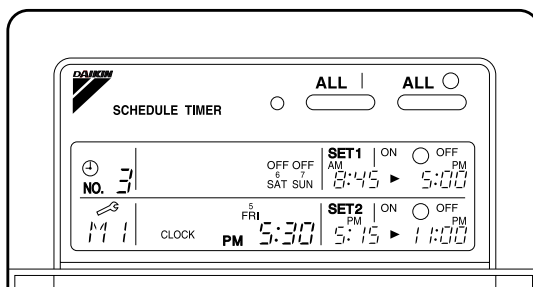 DAIKIN
ALL | ALL ○
SCHEDULE TIMER
SET1 | ON ○ OFF
OFF OFF AM PM
NO. 3 6 7 8:45 ► 5:00
SAT SUN
5 SET2 | ON ○ OFF
FRI PM PM
M1 CLOCK PM 5:30 5:15 ► 11:00